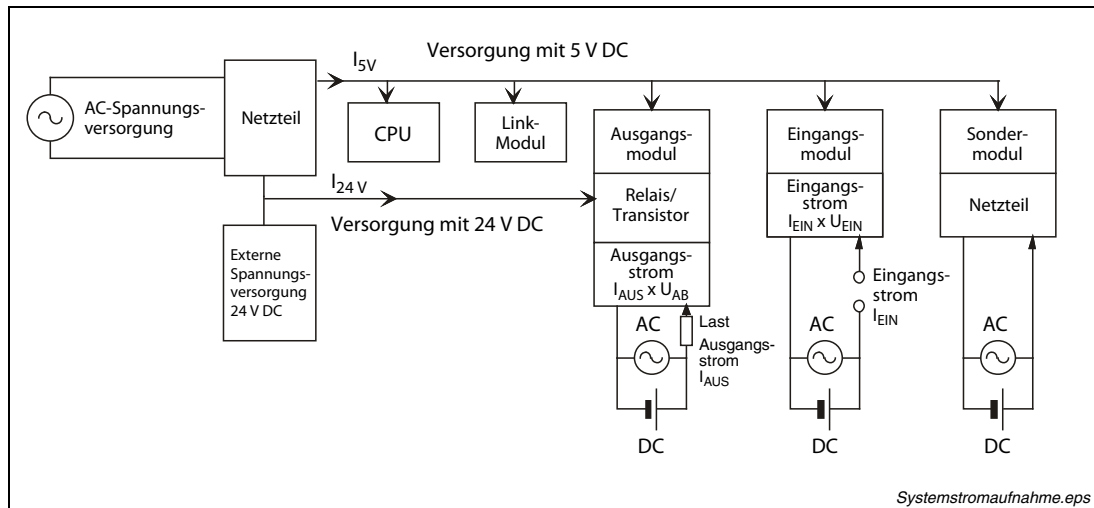 Versorgung mit 5 V DC
I5V
AC-Spannungs-
versorgung
Netzteil
CPU
Link-
Modul
Ausgangs-
modul
Eingangs-
modul
Sonder-
modul
I24 V
Versorgung mit 24 V DC
Relais/
Transistor
Eingangs-
strom
IEIN x UEIN
Netzteil
Externe
Spannungs-
versorgung
24 V DC
Ausgangs-
strom
IAUS x UAB
Eingangs-
strom
IEIN
AC
Last
Ausgangs-
strom
IAUS
AC
AC
DC
DC
DC
Systemstromaufnahme.eps